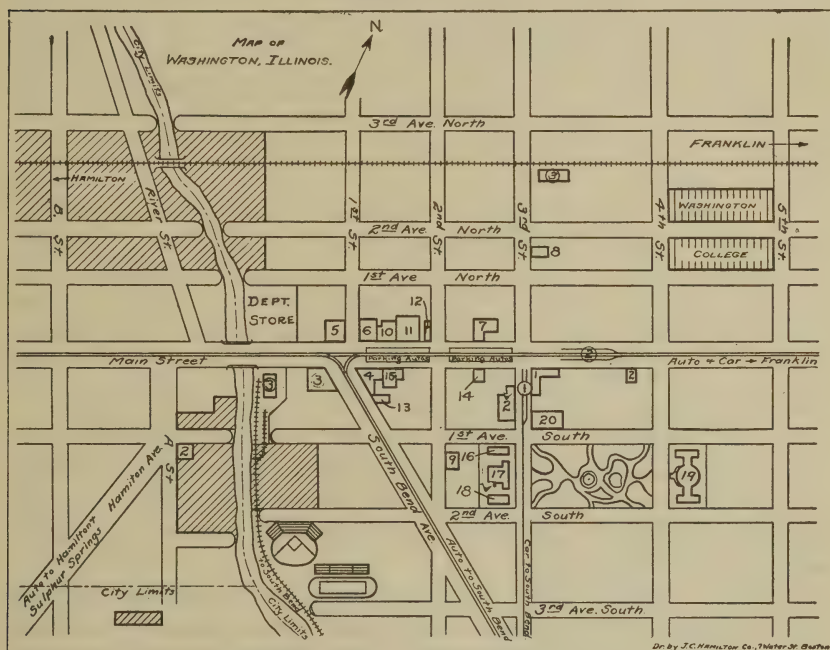 MAP OF
WASHINGTON, ILLINOIS.
N
City Limits
3rd Ave. North
FRANKLIN
HAMILTON
3
B. St.
River St.
1st St.
2nd St.
3rd St.
4th St.
5th St.
WASHINGTON
2nd Ave. North
COLLEGE
8
1st Ave North
DEPT.
STORE
5
6
10
11
12
7
Parking Autos
Parking Autos
2
Main Street
Auto & Car → Franklin
3
3
4
15
13
14
1
1
2
20
South Bend Ave
1st Ave. South
A St
Hamilton Ave.
2
9
16
17
18
19
2nd Ave. South
Auto to Hamilton &
Sulphur Springs
City Limits
to South Bend
City Limits
Auto to South Bend
Car to South Bend
3rd Ave. South
Dr. by J.C. HAMILTON Co., 7 Water St. Boston